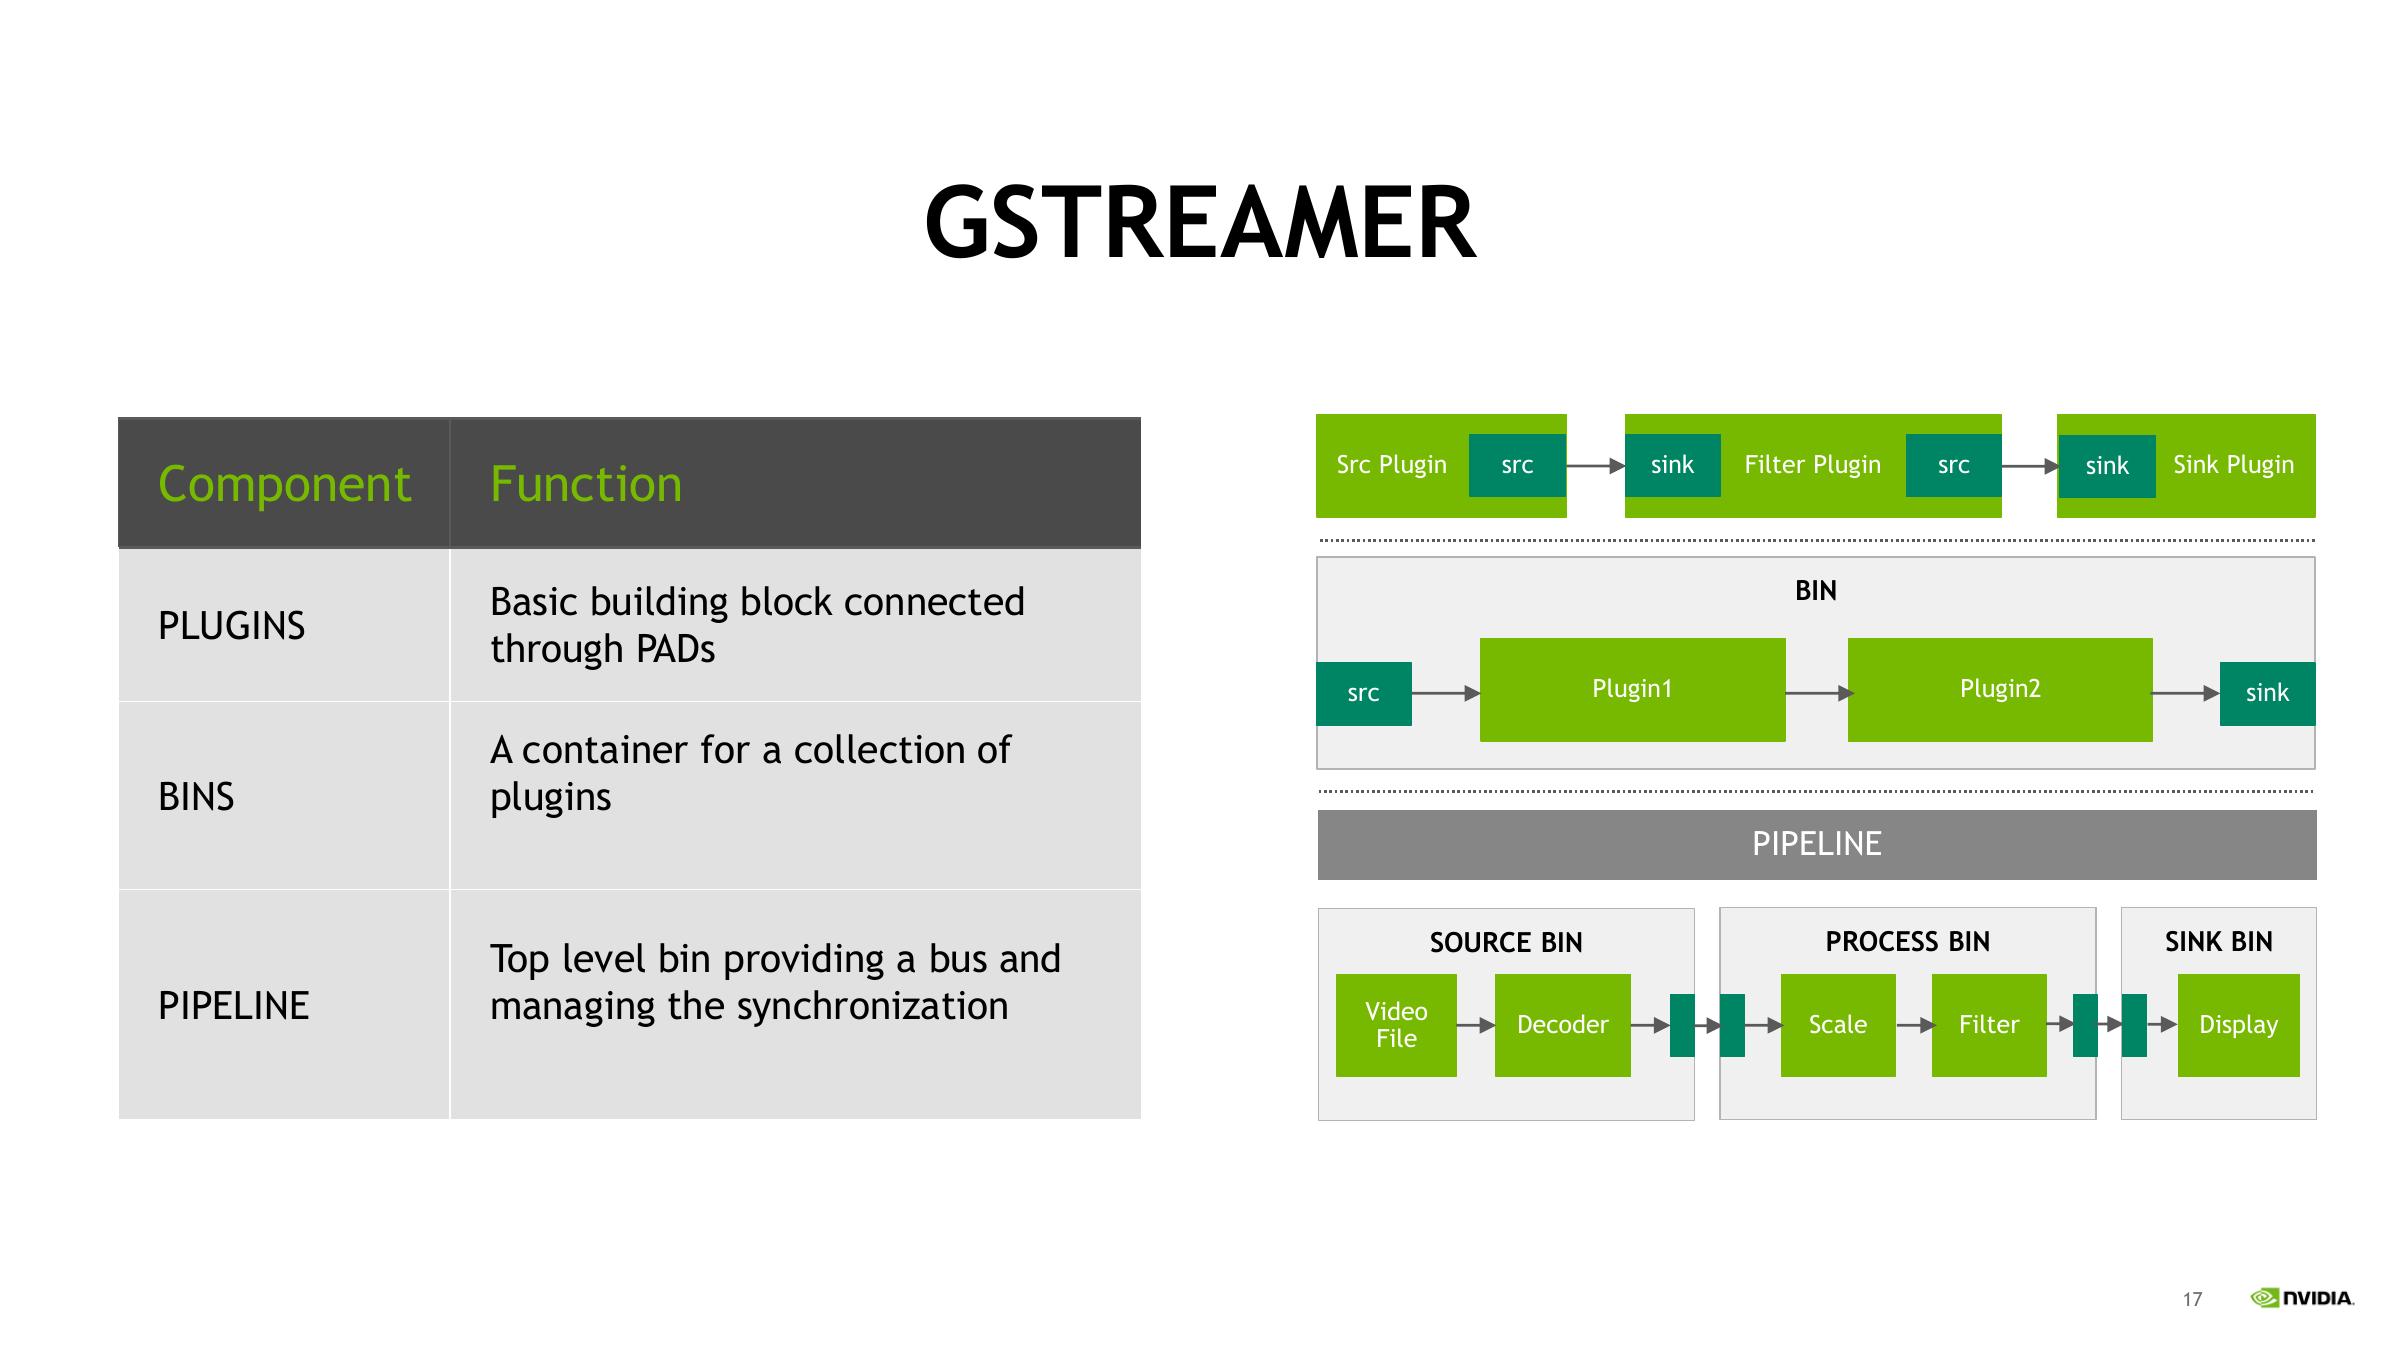 GSTREAMER
Component
Function
PLUGINS
Basic building block connected
through PADs
BINS
A container for a collection of
plugins
PIPELINE
Top level bin providing a bus and
managing the synchronization
Src Plugin
src
sink
Filter Plugin
src
sink
Sink Plugin
BIN
src
Plugin1
Plugin2
sink
PIPELINE
SOURCE BIN
Video
File
Decoder
PROCESS BIN
Scale
Filter
SINK BIN
Display
17
NVIDIA.